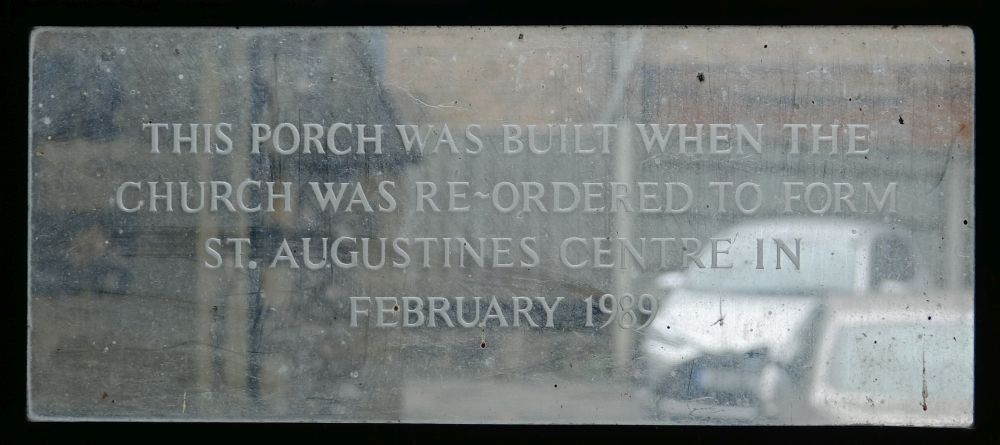 THIS PORCH WAS BUILT WHEN THE
CHURCH WAS RE~ORDERED TO FORM
ST. AUGUSTINES CENTRE IN
FEBRUARY 1989